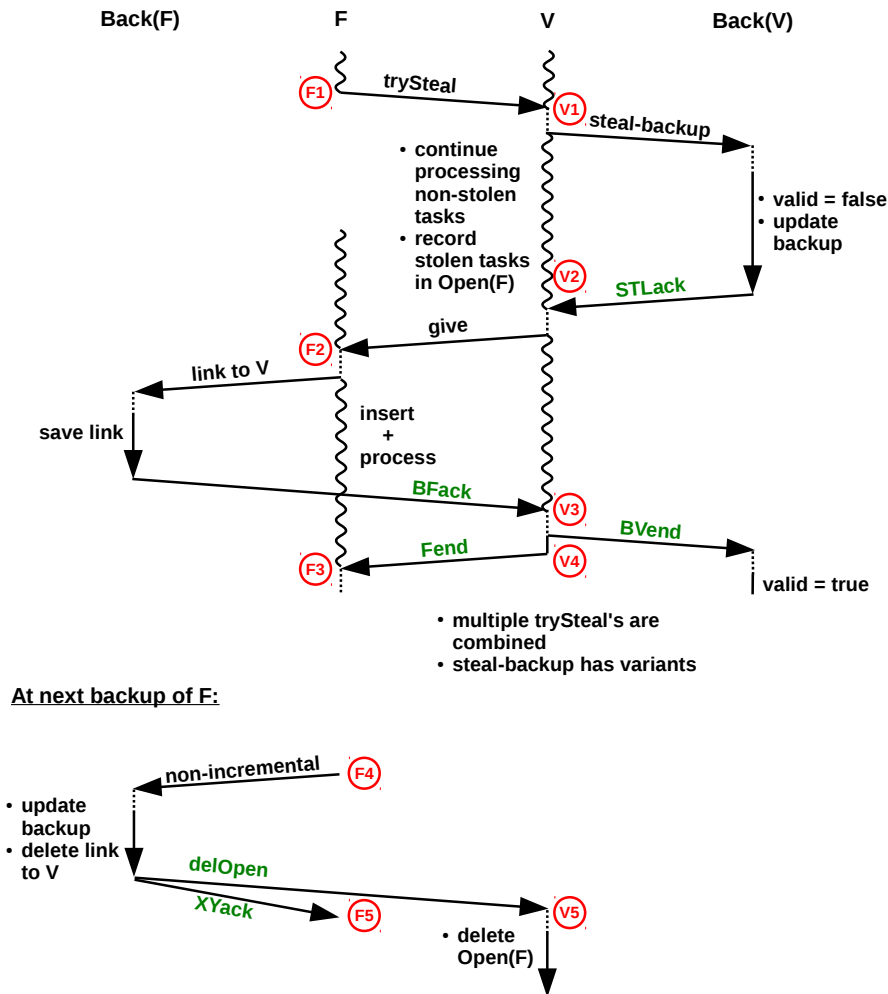 Back(F) F V Back(V)
F1 trySteal V1
steal-backup
• continue
processing
non-stolen
tasks
• record
stolen tasks
in Open(F)
• valid = false
• update
backup
V2
STLack
give
F2
link to V
save link
insert
+
process
BFack
V3
BVend
Fend
F3
V4
valid = true
• multiple trySteal's are
combined
• steal-backup has variants
At next backup of F:
non-incremental F4
• update
backup
• delete link
to V
delOpen
XYack
F5
V5
• delete
Open(F)